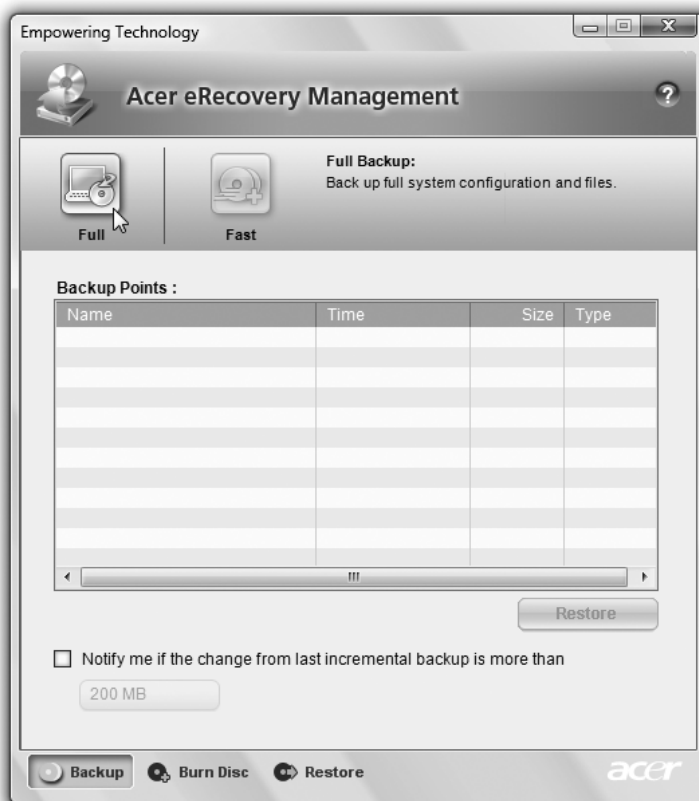 Empowering Technology
Acer eRecovery Management
?
Full Backup:
Back up full system configuration and files.
Full
Fast
Backup Points :
Name Time Size Type
Restore
Notify me if the change from last incremental backup is more than
200 MB
Backup Burn Disc Restore
acer